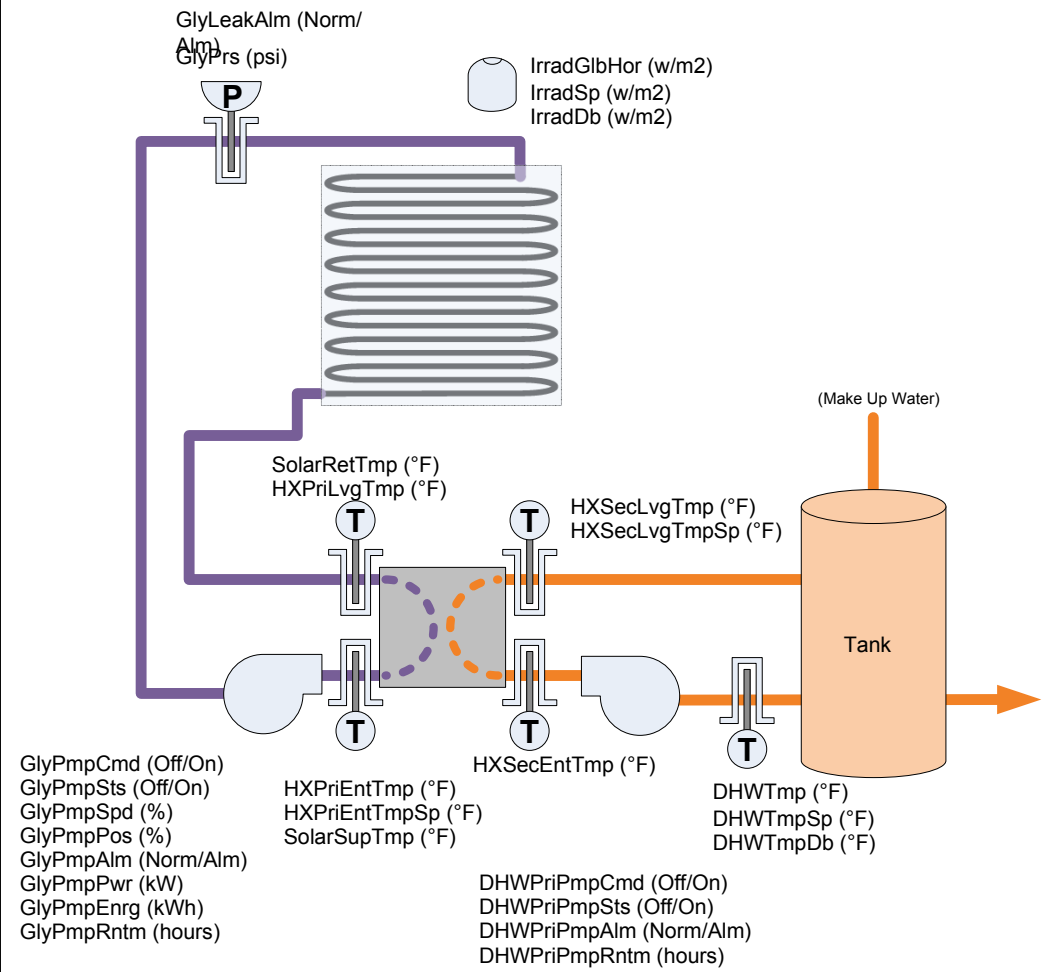 GlyLeakAlm (Norm/
Alm)
GlyPrs (psi)
P
IrradGlbHor (w/m2)
IrradSp (w/m2)
IrradDb (w/m2)
(Make Up Water)
SolarRetTmp (°F)
HXPriLvgTmp (°F)
T
T
HXSecLvgTmp (°F)
HXSecLvgTmpSp (°F)
Tank
T
T
T
GlyPmpCmd (Off/On)
GlyPmpSts (Off/On)
GlyPmpSpd (%)
GlyPmpPos (%)
GlyPmpAlm (Norm/Alm)
GlyPmpPwr (kW)
GlyPmpEnrg (kWh)
GlyPmpRntm (hours)
HXPriEntTmp (°F)
HXPriEntTmpSp (°F)
SolarSupTmp (°F)
HXSecEntTmp (°F)
DHWTmp (°F)
DHWTmpSp (°F)
DHWTmpDb (°F)
DHWPriPmpCmd (Off/On)
DHWPriPmpSts (Off/On)
DHWPriPmpAlm (Norm/Alm)
DHWPriPmpRntm (hours)